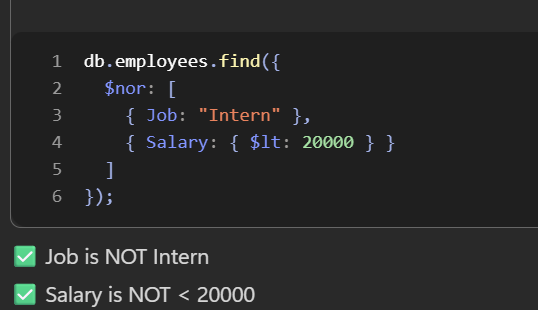 1 db.employees.find({
2 $nor: [
3 { Job: "Intern" },
4 { Salary: { $lt: 20000 } }
5 ]
6 });
✅ Job is NOT Intern
✅ Salary is NOT < 20000